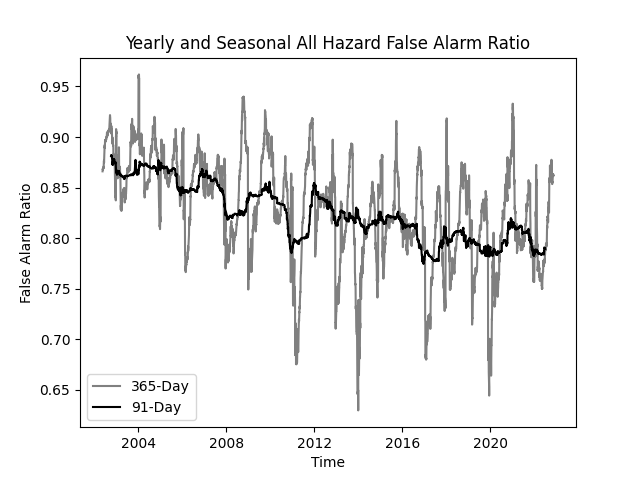 Yearly and Seasonal All Hazard False Alarm Ratio
0.95
0.90
0.85
0.80
0.75
0.70
0.65
False Alarm Ratio
365-Day
91-Day
2004 2008 2012 2016 2020
Time